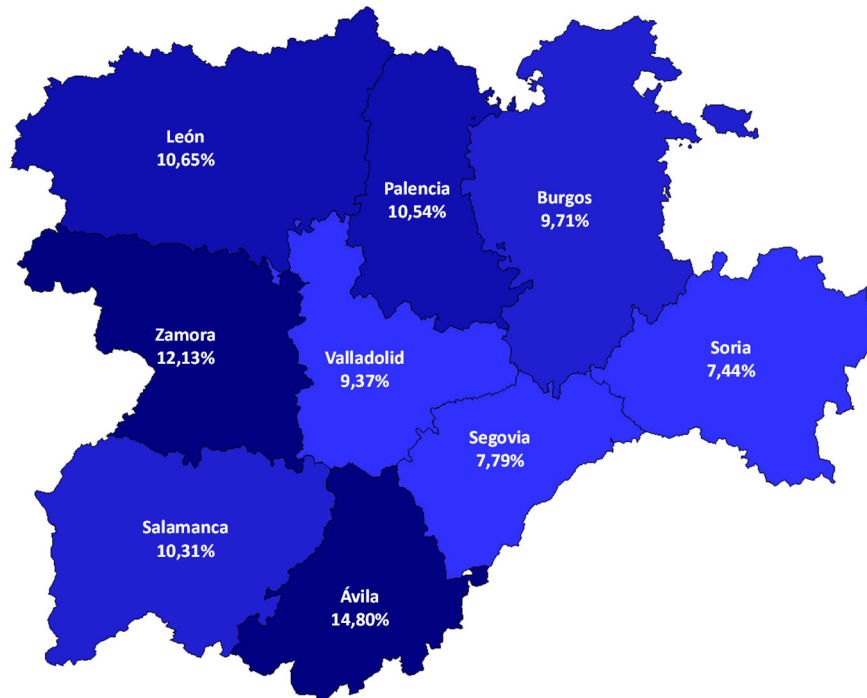 León
10,65%
Palencia
10,54%
Burgos
9,71%
Zamora
12,13%
Valladolid
9,37%
Soria
7,44%
Segovia
7,79%
Salamanca
10,31%
Ávila
14,80%